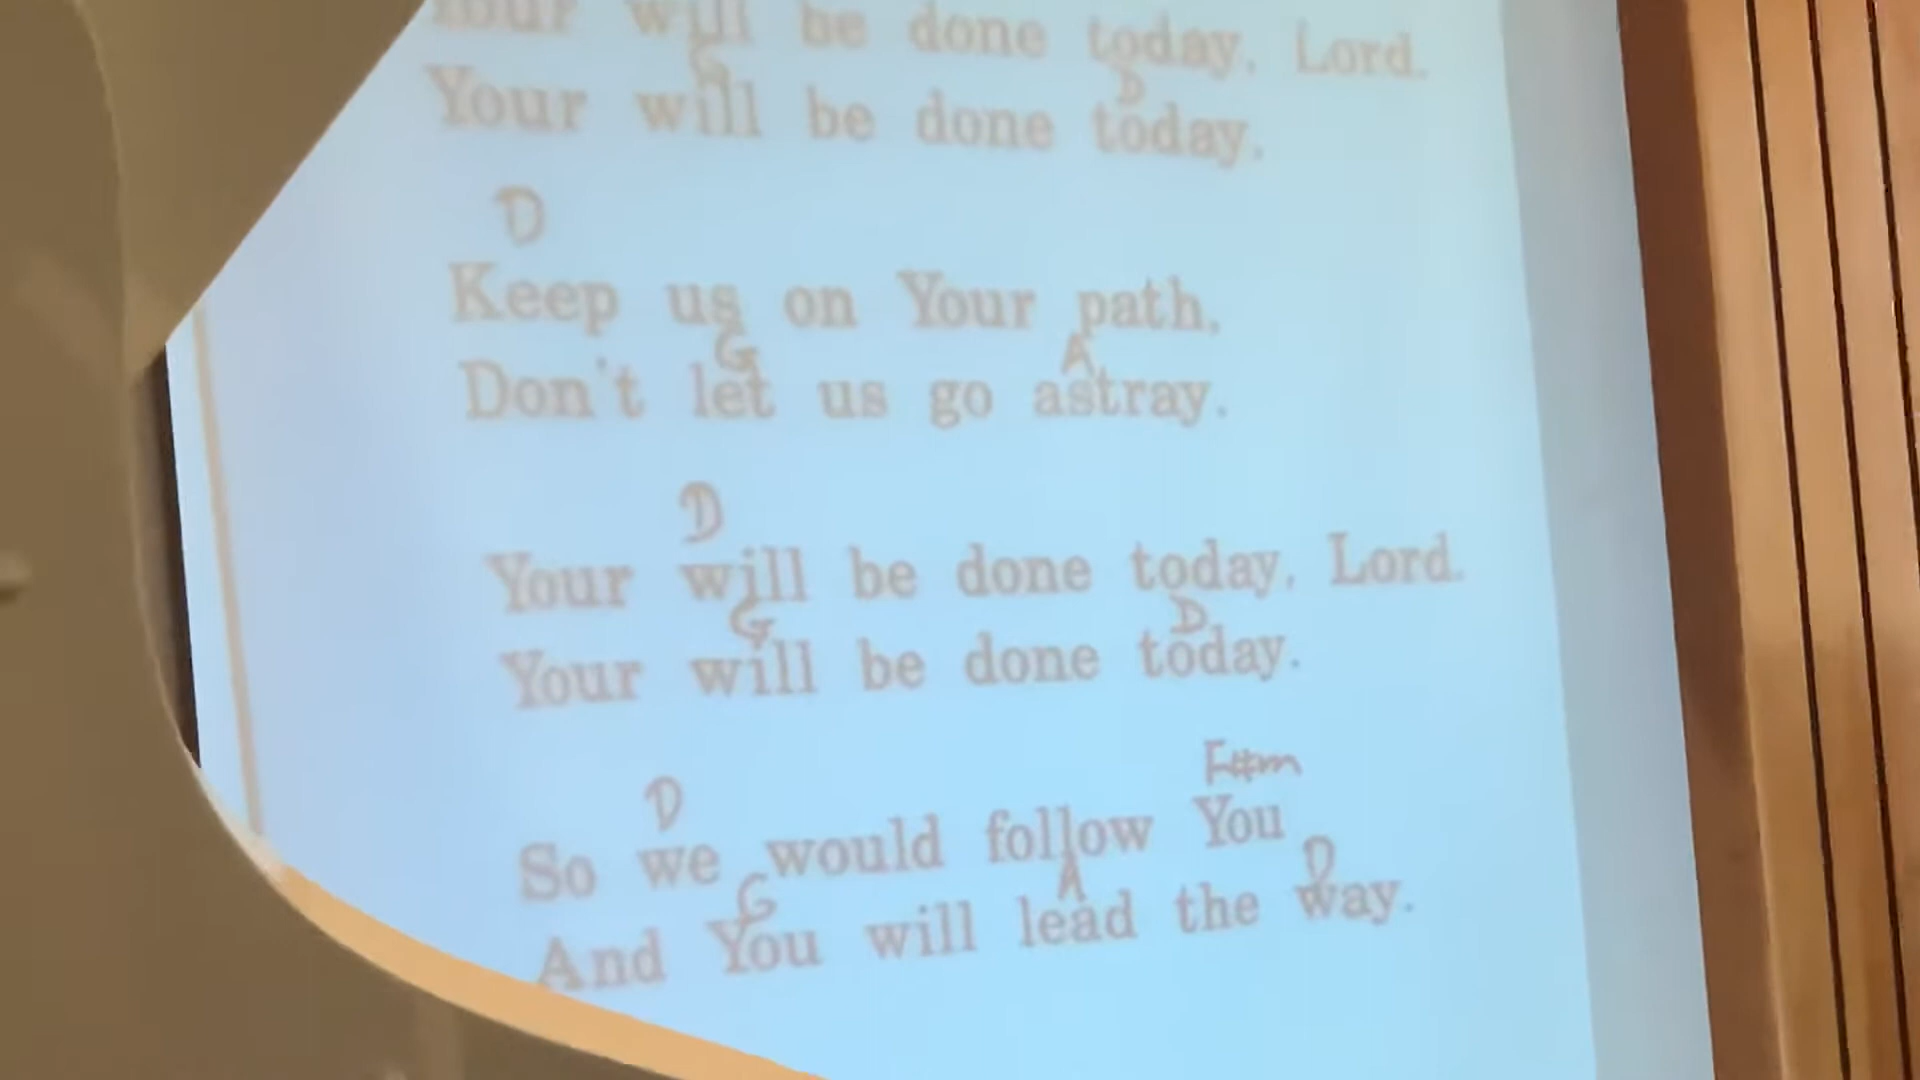 Your will be done today, Lord.
G D
Your will be done today.
D
Keep us on Your path,
G A
Don't let us go astray.
D
Your will be done today, Lord.
G D
Your will be done today.
D F#m
So we would follow You
G A D
And You will lead the way.